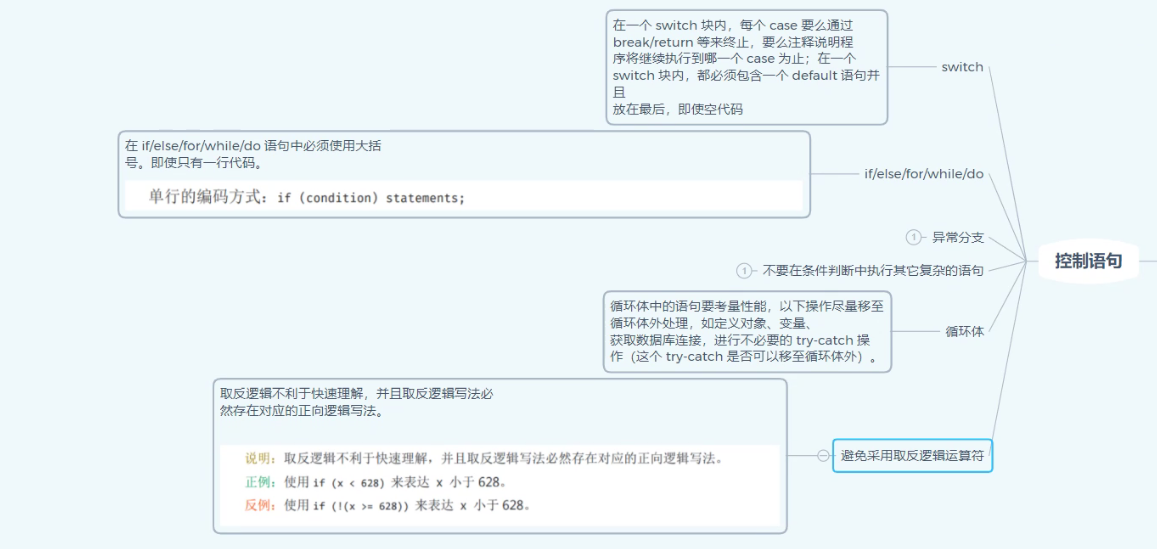 在一个 switch 块内，每个 case 要么通过
break/return 等来终止，要么注释说明程
序将继续执行到哪一个 case 为止；在一个
switch 块内，都必须包含一个 default 语句并
且
放在最后，即使空代码
switch
在 if/else/for/while/do 语句中必须使用大括
号。即使只有一行代码。
单行的编码方式：if (condition) statements;
if/else/for/while/do
1
异常分支
1
不要在条件判断中执行其它复杂的语句
控制语句
循环体中的语句要考量性能，以下操作尽量移至
循环体外处理，如定义对象、变量、
获取数据库连接，进行不必要的 try-catch 操
作（这个 try-catch 是否可以移至循环体外）。
循环体
取反逻辑不利于快速理解，并且取反逻辑写法必
然存在对应的正向逻辑写法。
说明：取反逻辑不利于快速理解，并且取反逻辑写法必然存在对应的正向逻辑写法。
正例：使用 if (x < 628) 来表达 x 小于 628。
反例：使用 if (!(x >= 628)) 来表达 x 小于 628。
避免采用取反逻辑运算符